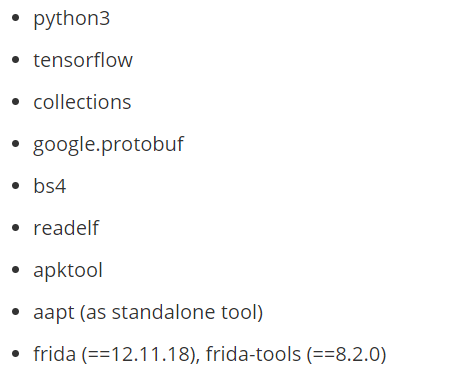 • python3
• tensorflow
• collections
• google.protobuf
• bs4
• readelf
• apktool
• aapt (as standalone tool)
• frida (==12.11.18), frida-tools (==8.2.0)